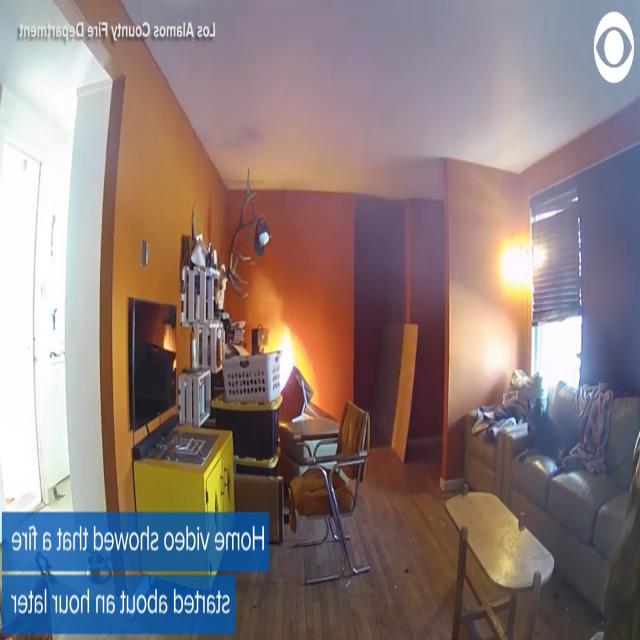 Los Alamos County Fire Department
Home video showed that a fire
started about an hour later